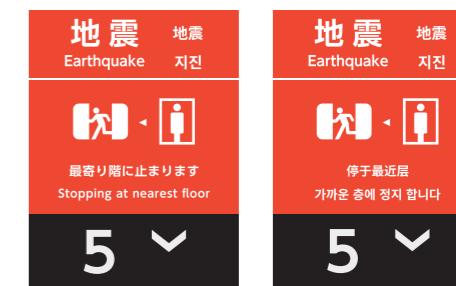 地震 地震
Earthquake 지진
最寄り階に止まります
Stopping at nearest floor
5
地震 地震
Earthquake 지진
停于最近层
가까운 층에 정지 합니다
5